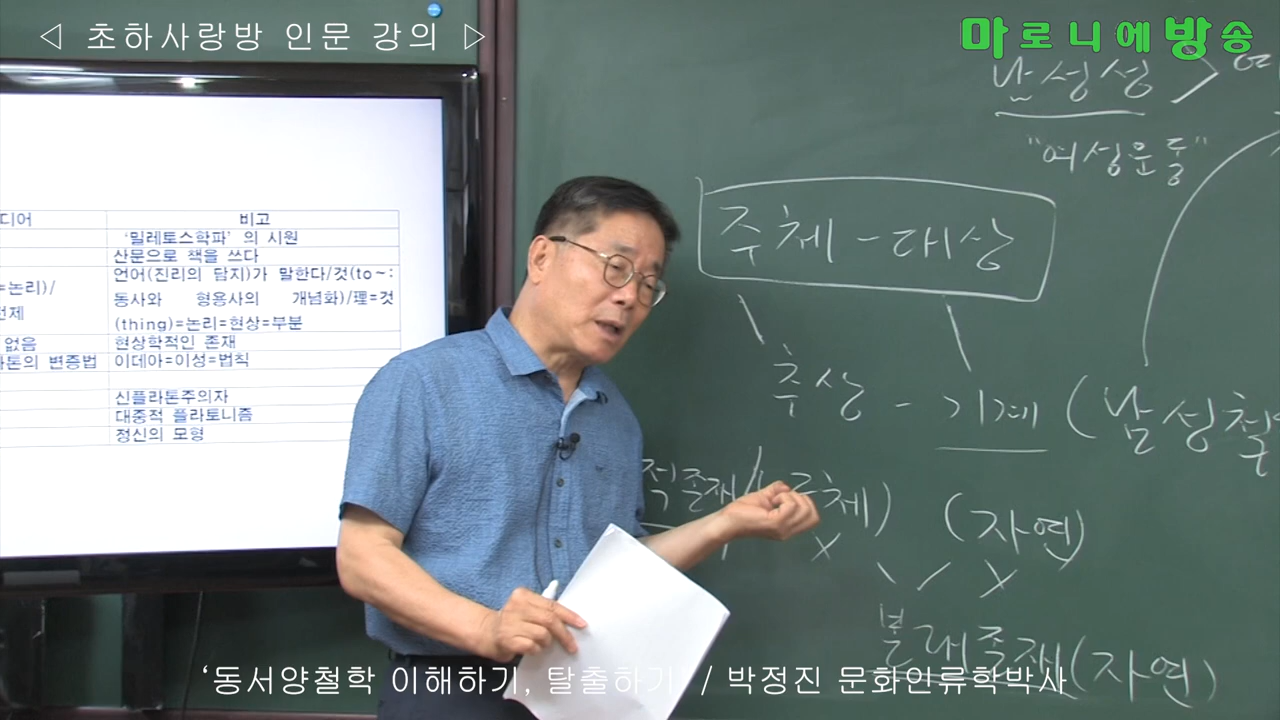 ◁ 초하사랑방 인문 강의 ▷
마로니에방송
디어 비고
'밀레토스학파' 의 시원
산문으로 책을 쓰다
언어(진리의 담지)가 말한다/것(to~:
=논리)/
동사와 형용사의 개념화)/理=것
전제
(thing)=논리=현상=부분
없음 현상학적인 존재
톤의 변증법 이데아=이성=법칙
신플라톤주의자
대중적 플라토니즘
정신의 모형
남성성 > 여
"여성운동"
주체 - 대상
추상 - 기계 (남성철
적존재/ 주체) (자연)
본래존재(자연)
'동서양철학 이해하기, 탈출하기' / 박정진 문화인류학박사